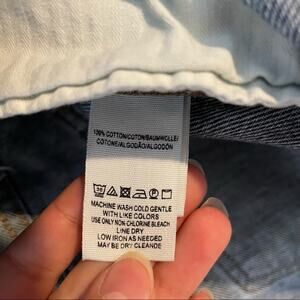 100% COTTON/COTON/BAUMWOLLE/
COTONE/ALGODÃO/ALGODÓN
MACHINE WASH COLD GENTLE
WITH LIKE COLORS
USE ONLY NON CHLORINE BLEACH
LINE DRY
LOW IRON AS NEEDED
MAY BE DRY CLEANDE